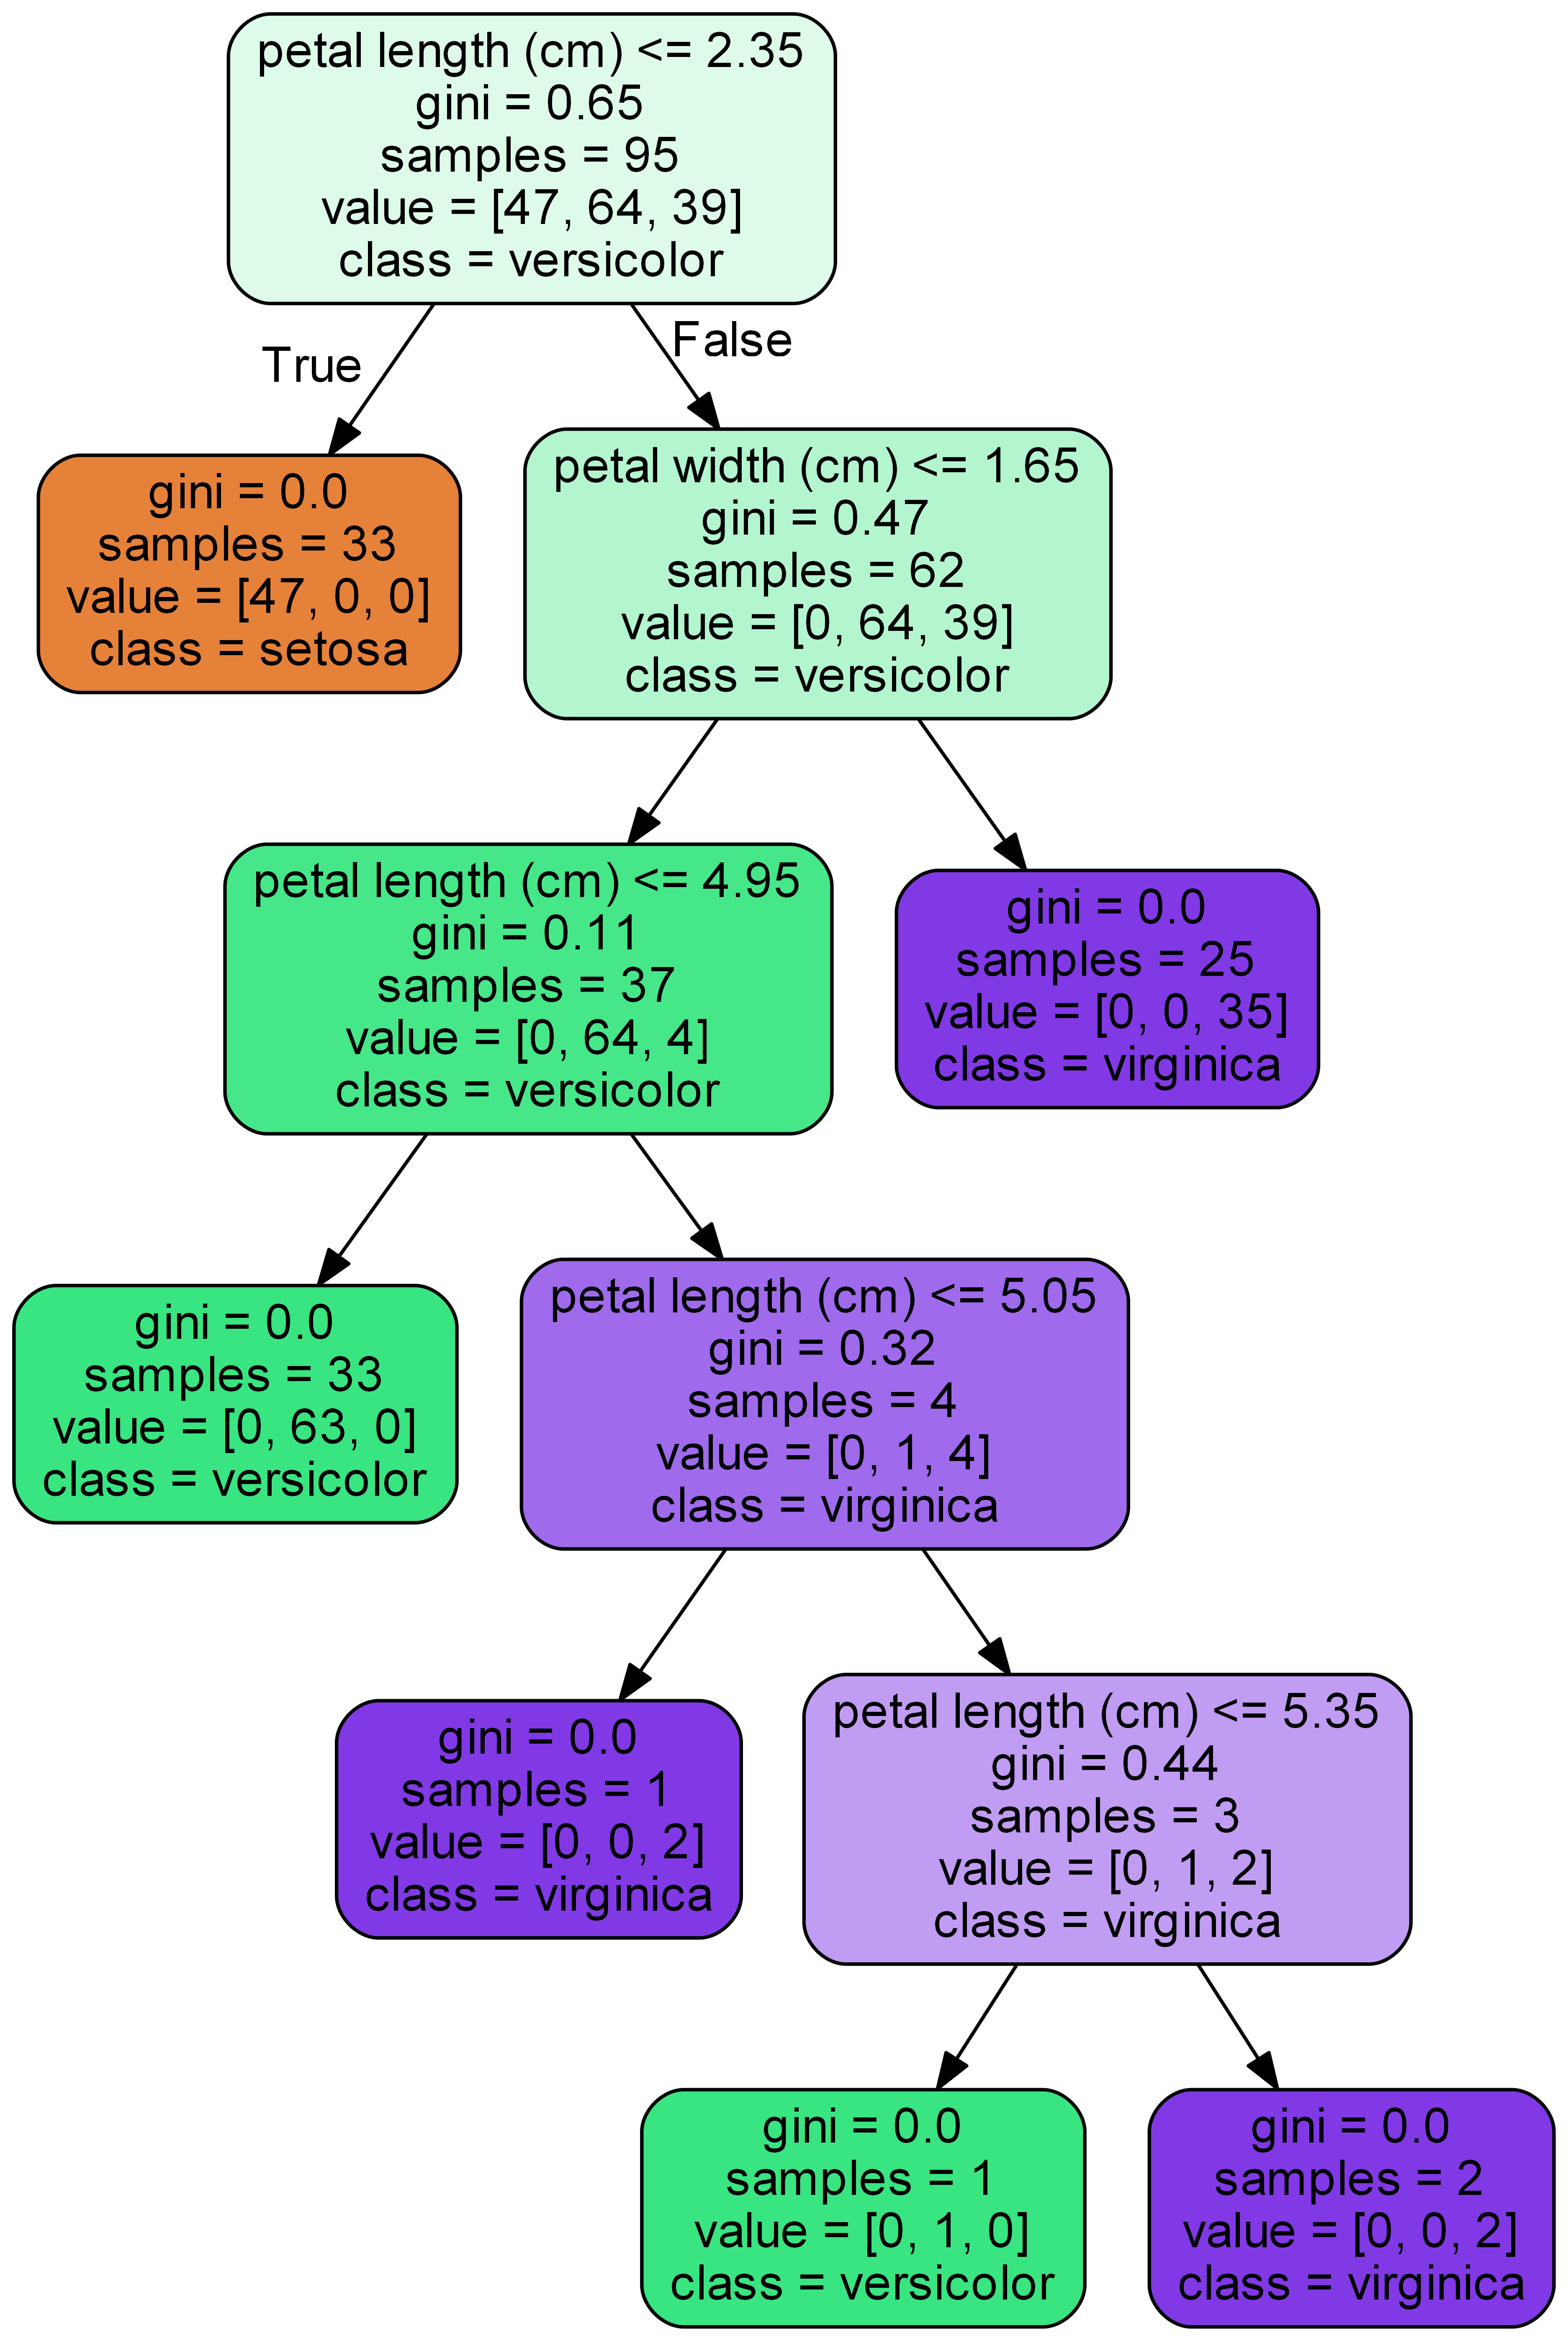 petal length (cm) <= 2.35
gini = 0.65
samples = 95
value = [47, 64, 39]
class = versicolor
True
False
gini = 0.0
samples = 33
value = [47, 0, 0]
class = setosa
petal width (cm) <= 1.65
gini = 0.47
samples = 62
value = [0, 64, 39]
class = versicolor
petal length (cm) <= 4.95
gini = 0.11
samples = 37
value = [0, 64, 4]
class = versicolor
gini = 0.0
samples = 25
value = [0, 0, 35]
class = virginica
gini = 0.0
samples = 33
value = [0, 63, 0]
class = versicolor
petal length (cm) <= 5.05
gini = 0.32
samples = 4
value = [0, 1, 4]
class = virginica
gini = 0.0
samples = 1
value = [0, 0, 2]
class = virginica
petal length (cm) <= 5.35
gini = 0.44
samples = 3
value = [0, 1, 2]
class = virginica
gini = 0.0
samples = 1
value = [0, 1, 0]
class = versicolor
gini = 0.0
samples = 2
value = [0, 0, 2]
class = virginica